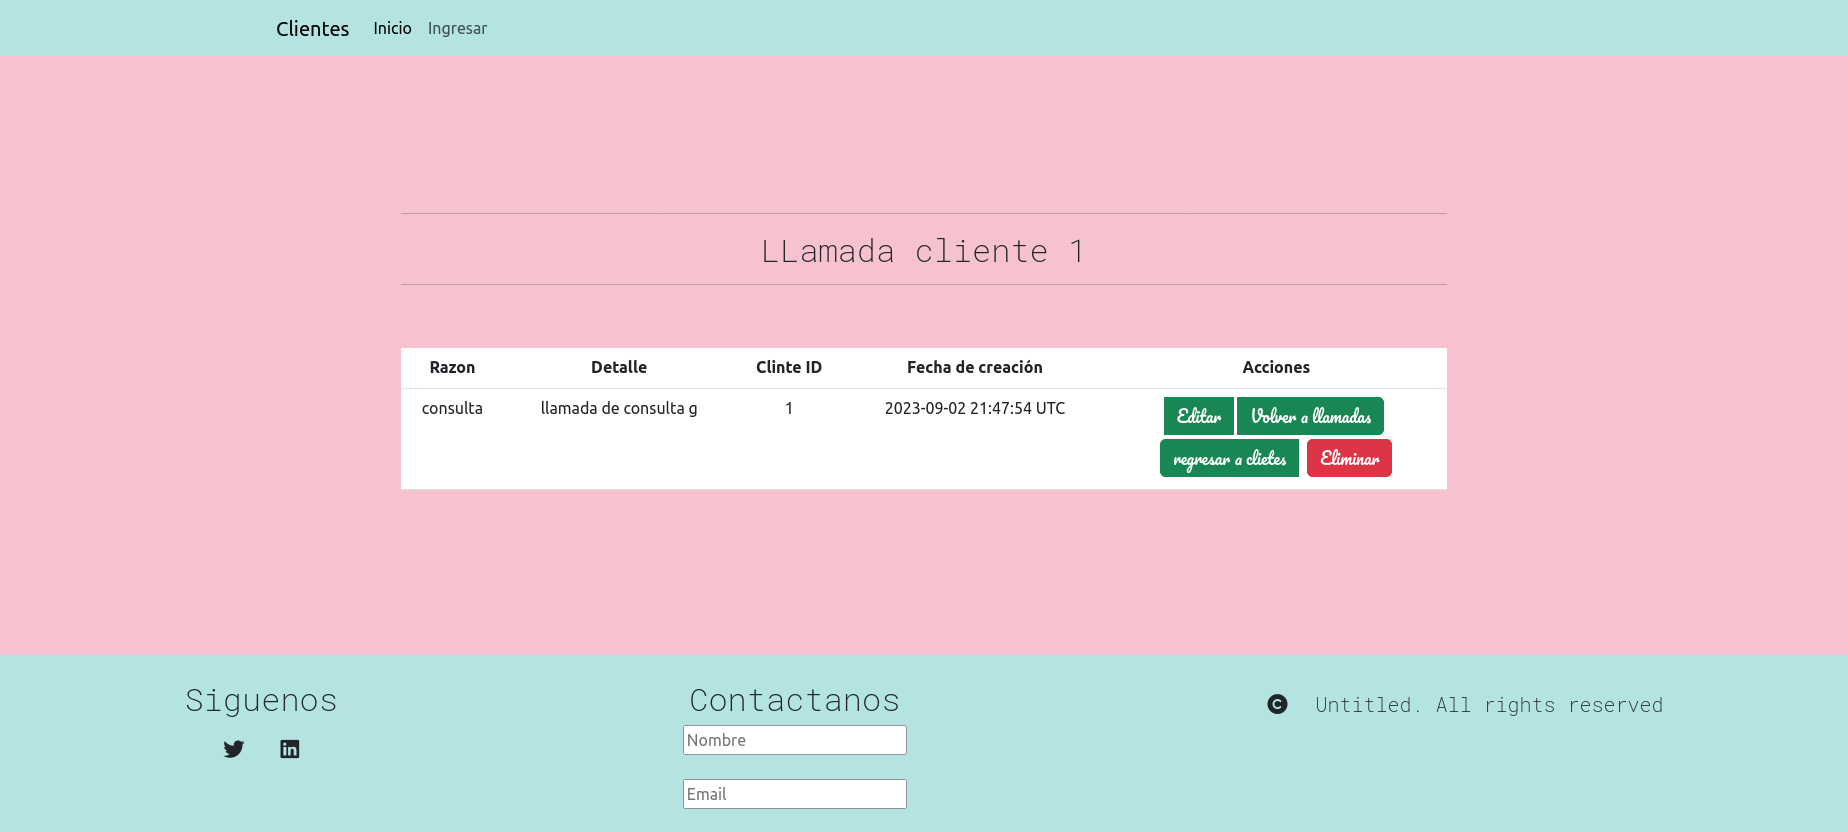 Clientes Inicio Ingresar
LLamada cliente 1
Razon Detalle Clinte ID Fecha de creación Acciones
consulta llamada de consulta g 1 2023-09-02 21:47:54 UTC Editar Volver a llamadas
regresar a clietes Eliminar
Siguenos Contactanos Untitled. All rights reserved
Nombre
Email